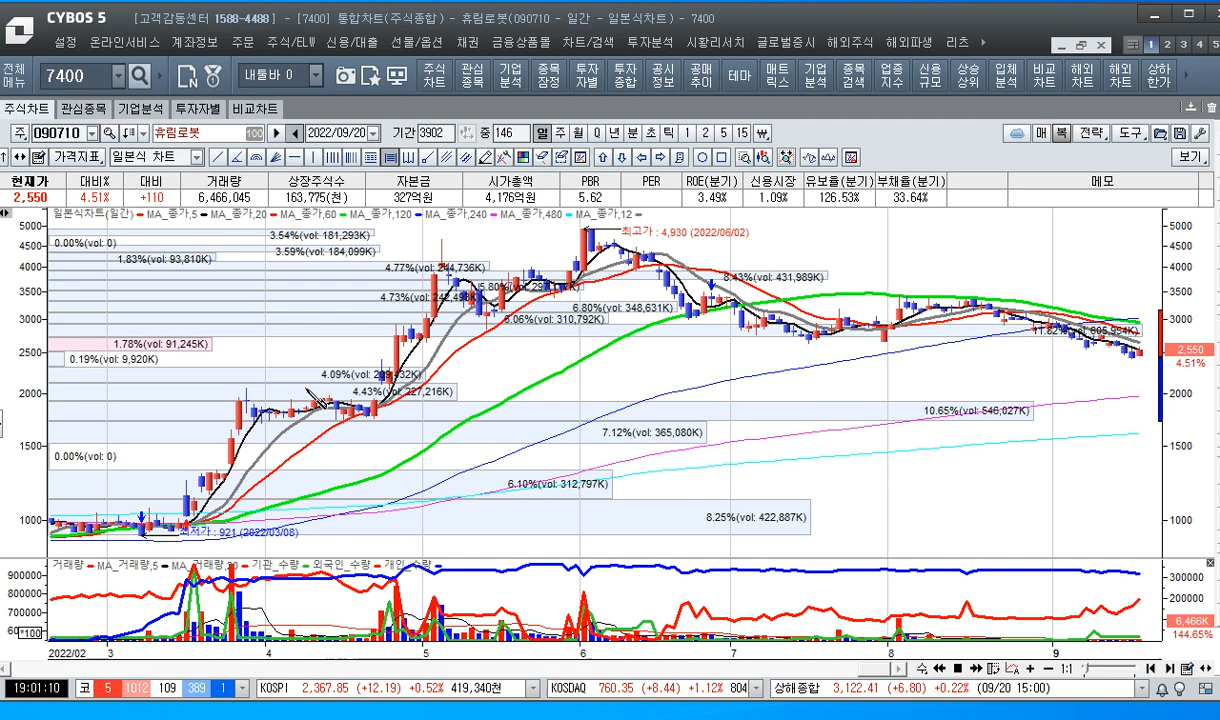 CYBOS 5 [고객감동센터 1588-4488] - [7400] 통합차트(주식종합) - 휴림로봇(090710 - 일간 - 일본식차트) - 7400
설정 온라인서비스 계좌정보 주문 주식/ELW 신용/대출 선물/옵션 채권 금융상품몰 차트/검색 투자분석 시황리서치 글로벌증시 해외주식 해외파생 리츠 1 2 3 4 5
전체메뉴 7400 내툴바 0 주식차트 관심종목 기업분석 종목잠정 투자자별 투자종합 공시정보 공매추이 테마 매트릭스 기업분석 종목검색 업종지수 신용규모 상승상위 입체분석 비교차트 해외차트 해외차트 상하한가
주식차트 관심종목 기업분석 투자자별 비교차트
주 090710 휴림로봇 100 2022/09/20 기간 3902 중 146 일 주 월 Q 년 분 초 틱 1 2 3 5 15 매 복 전략 도구
가격지표 일본식 차트 보기
현재가 대비% 대비 거래량 상장주식수 자본금 시가총액 PBR PER ROE(분기) 신용시장 유보율(분기) 부채율(분기) 메모
2,550 4.51% +110 6,466,045 163,775(천) 327억원 4,176억원 5.62 3.49% 1.09% 126.53% 33.64%
일본식차트(일간) MA_종가,5 MA_종가,20 MA_종가,60 MA_종가,120 MA_종가,240 MA_종가,480 MA_종가,12
5000 최고가 : 4,930 (2022/06/02) 5000
3.54%(vol: 181,293K)
0.00%(vol: 0)
4500 4500
3.59%(vol: 184,099K)
1.83%(vol: 93,810K)
4000 4.77%(vol: 244,736K) 4000
8.43%(vol: 431,989K)
3500 3500
4.73%(vol: 242,498K)
6.80%(vol: 348,631K)
3000 6.06%(vol: 310,792K) 3000
11.82%(vol: 605,994K)
1.78%(vol: 91,245K)
2500 2,550
0.19%(vol: 9,920K) 4.51%
4.09%(vol: 209,432K)
2000 4.43%(vol: 227,216K) 2000
10.65%(vol: 546,027K)
7.12%(vol: 365,080K)
1500 1500
0.00%(vol: 0)
6.10%(vol: 312,797K)
8.25%(vol: 422,887K)
1000 1000
최저가 : 921 (2022/03/08)
거래량 MA_거래량,5 MA_거래량,20 기관_수량 외국인_수량 개인_수량
900000 300000
800000
700000 200000
*100 6,466K
144.65%
2022/02 3 4 5 6 7 8 9
1:1
19:01:10 코 5 1012 109 389 1 KOSPI 2,367.85 (+12.19) +0.52% 419,340천 KOSDAQ 760.35 (+8.44) +1.12% 804 상해종합 3,122.41 (+6.80) +0.22% (09/20 15:00)